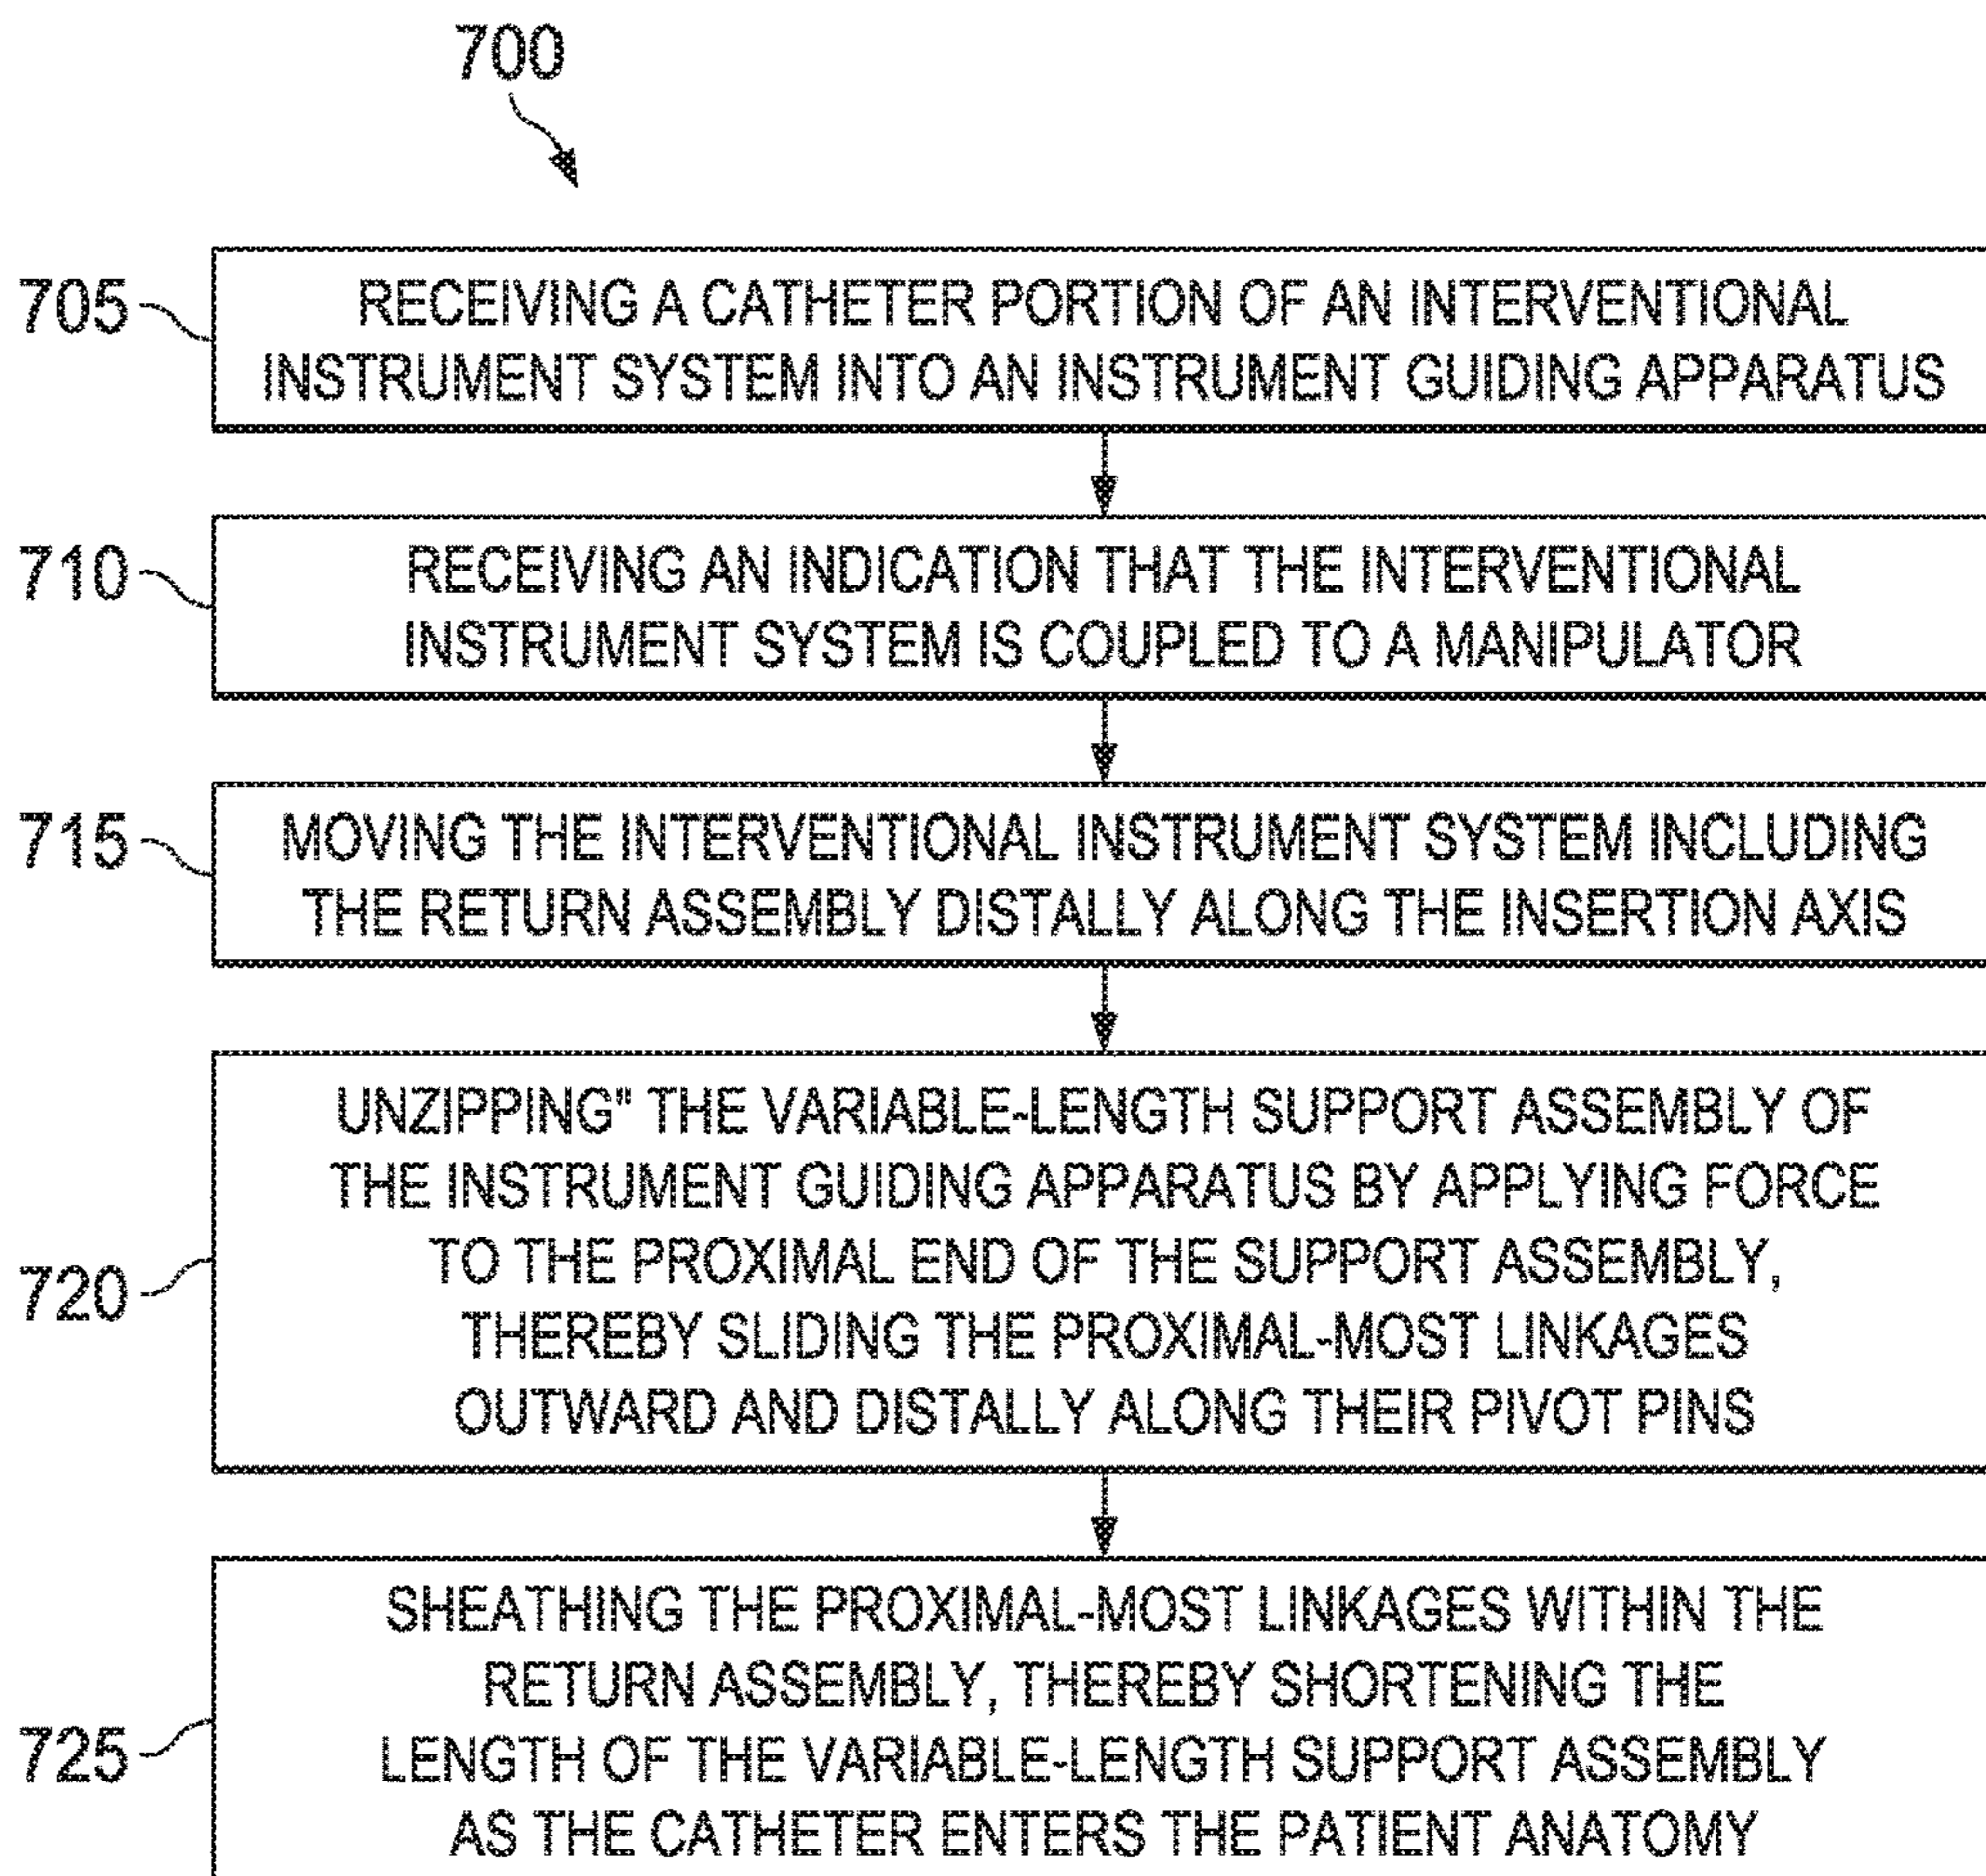 700
705
RECEIVING A CATHETER PORTION OF AN INTERVENTIONAL
INSTRUMENT SYSTEM INTO AN INSTRUMENT GUIDING APPARATUS
710
RECEIVING AN INDICATION THAT THE INTERVENTIONAL
INSTRUMENT SYSTEM IS COUPLED TO A MANIPULATOR
715
MOVING THE INTERVENTIONAL INSTRUMENT SYSTEM INCLUDING
THE RETURN ASSEMBLY DISTALLY ALONG THE INSERTION AXIS
720
UNZIPPING" THE VARIABLE-LENGTH SUPPORT ASSEMBLY OF
THE INSTRUMENT GUIDING APPARATUS BY APPLYING FORCE
TO THE PROXIMAL END OF THE SUPPORT ASSEMBLY,
THEREBY SLIDING THE PROXIMAL-MOST LINKAGES
OUTWARD AND DISTALLY ALONG THEIR PIVOT PINS
725
SHEATHING THE PROXIMAL-MOST LINKAGES WITHIN THE
RETURN ASSEMBLY, THEREBY SHORTENING THE
LENGTH OF THE VARIABLE-LENGTH SUPPORT ASSEMBLY
AS THE CATHETER ENTERS THE PATIENT ANATOMY